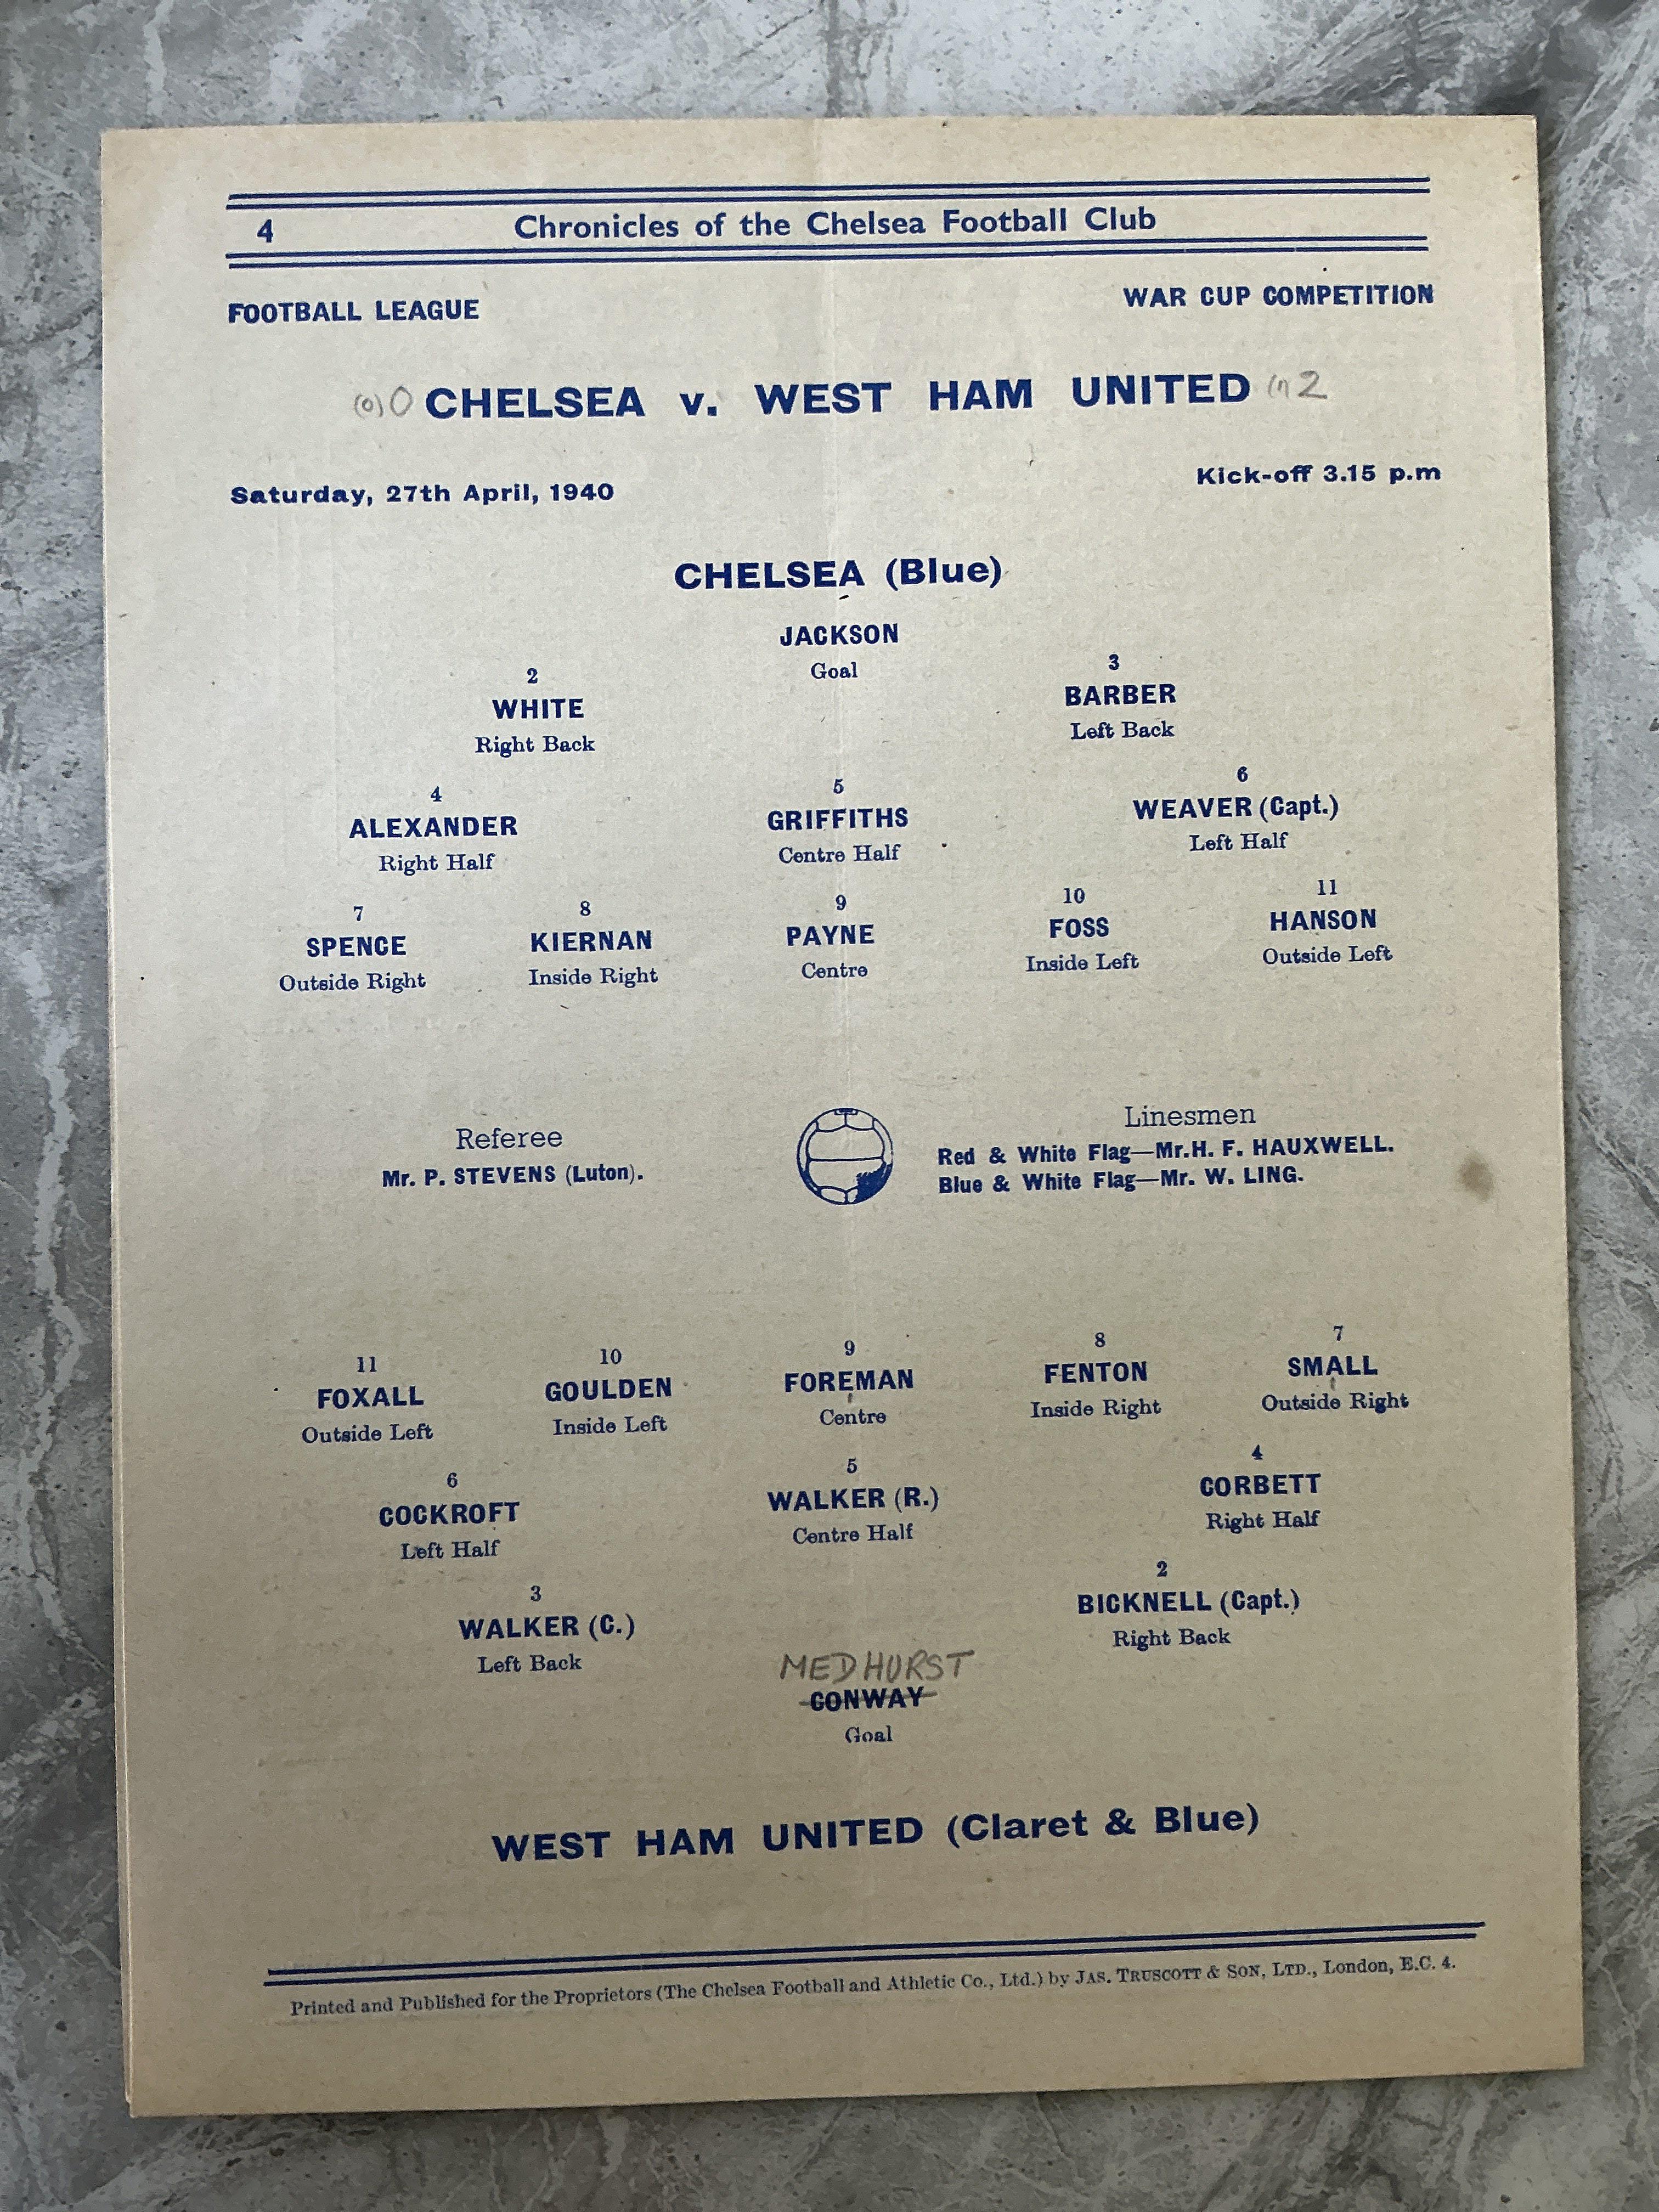 4 Chronicles of the Chelsea Football Club
FOOTBALL LEAGUE WAR CUP COMPETITION
(0) 0 CHELSEA v. WEST HAM UNITED (1) 2
Saturday, 27th April, 1940 Kick-off 3.15 p.m
CHELSEA (Blue)
JACKSON
Goal
2 3
WHITE BARBER
Right Back Left Back
4 5 6
ALEXANDER GRIFFITHS WEAVER (Capt.)
Right Half Centre Half Left Half
7 8 9 10 11
SPENCE KIERNAN PAYNE FOSS HANSON
Outside Right Inside Right Centre Inside Left Outside Left
Referee Linesmen
Mr. P. STEVENS (Luton). Red & White Flag—Mr.H. F. HAUXWELL.
Blue & White Flag—Mr. W. LING.
11 10 9 8 7
FOXALL GOULDEN FOREMAN FENTON SMALL
Outside Left Inside Left Centre Inside Right Outside Right
6 5 4
COCKROFT WALKER (R.) CORBETT
Left Half Centre Half Right Half
3 2
WALKER (C.) BICKNELL (Capt.)
Left Back Right Back
MEDHURST
CONWAY
Goal
WEST HAM UNITED (Claret & Blue)
Printed and Published for the Proprietors (The Chelsea Football and Athletic Co., Ltd.) by JAS. TRUSCOTT & SON, LTD., London, E.C. 4.